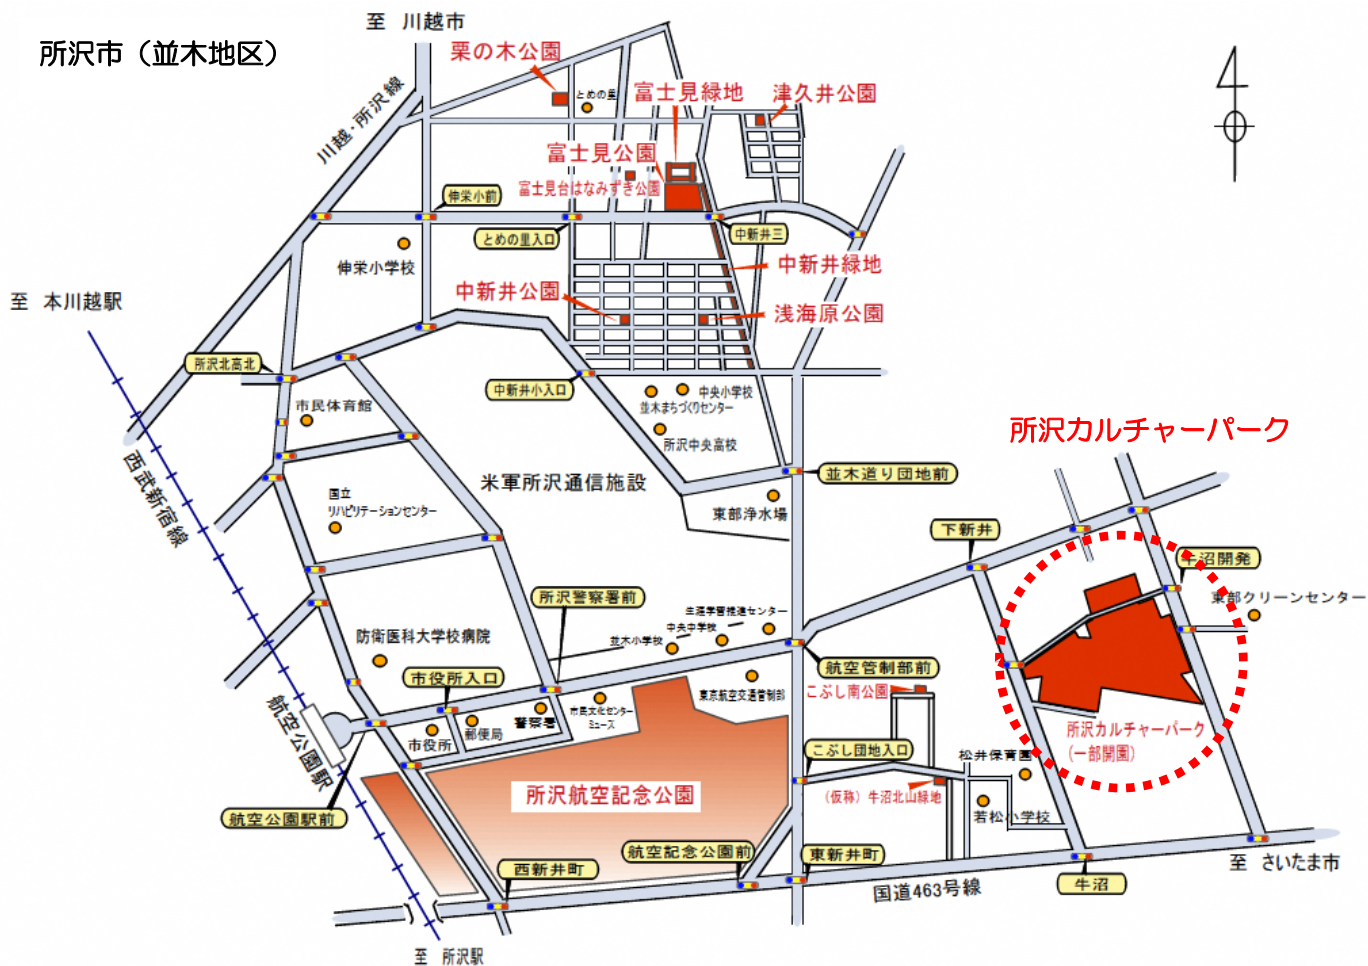 至 川越市
所沢市（並木地区）
栗の木公園
川越・所沢線
とめの里
富士見緑地
津久井公園
富士見公園
富士見台はなみずき公園
伸栄小前
とめの里入口
中新井三
伸栄小学校
中新井緑地
至 本川越駅
中新井公園
浅海原公園
所沢北高北
中新井小入口
中央小学校
並木まちづくりセンター
市民体育館
所沢中央高校
所沢カルチャーパーク
西武新宿線
米軍所沢通信施設
並木道り団地前
国立
リハビリテーションセンター
東部浄水場
下新井
牛沼開発
所沢警察署前
東部クリーンセンター
生涯学習推進センター
中央中学校
並木小学校
防衛医科大学校病院
航空管制部前
市役所入口
こぶし南公園
東京航空交通管制部
航空公園駅
市民文化センター
ミューズ
警察署
郵便局
市役所
所沢カルチャーパーク
（一部開園）
こぶし団地入口
松井保育園
所沢航空記念公園
（仮称）牛沼北山緑地
若松小学校
航空公園駅前
航空記念公園前
東新井町
西新井町
至 さいたま市
牛沼
国道463号線
至 所沢駅